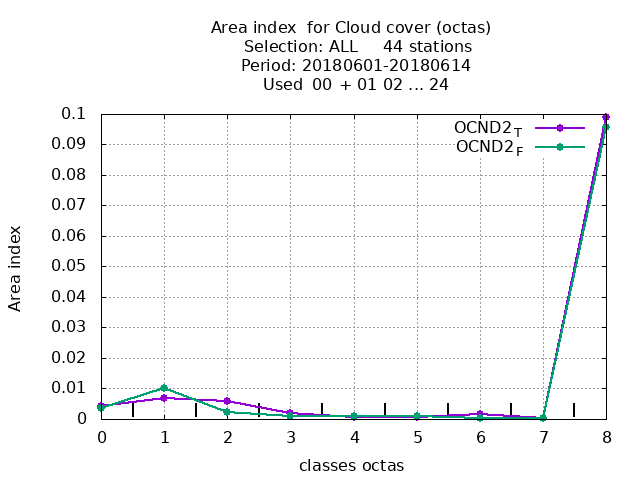 Area index  for Cloud cover (octas)
Selection: ALL     44 stations
Period: 20180601-20180614
Used  00 + 01 02 ... 24
OCND2T
OCND2F
Area index
0.1
0.09
0.08
0.07
0.06
0.05
0.04
0.03
0.02
0.01
0
0 1 2 3 4 5 6 7 8
classes octas